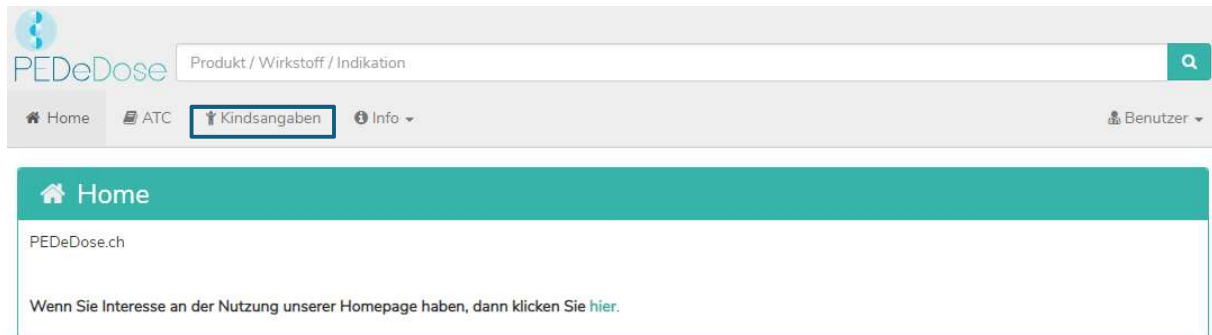 PEDeDose
Produkt / Wirkstoff / Indikation
Home ATC Kindsangaben Info Benutzer
Home
PEDeDose.ch
Wenn Sie Interesse an der Nutzung unserer Homepage haben, dann klicken Sie hier.